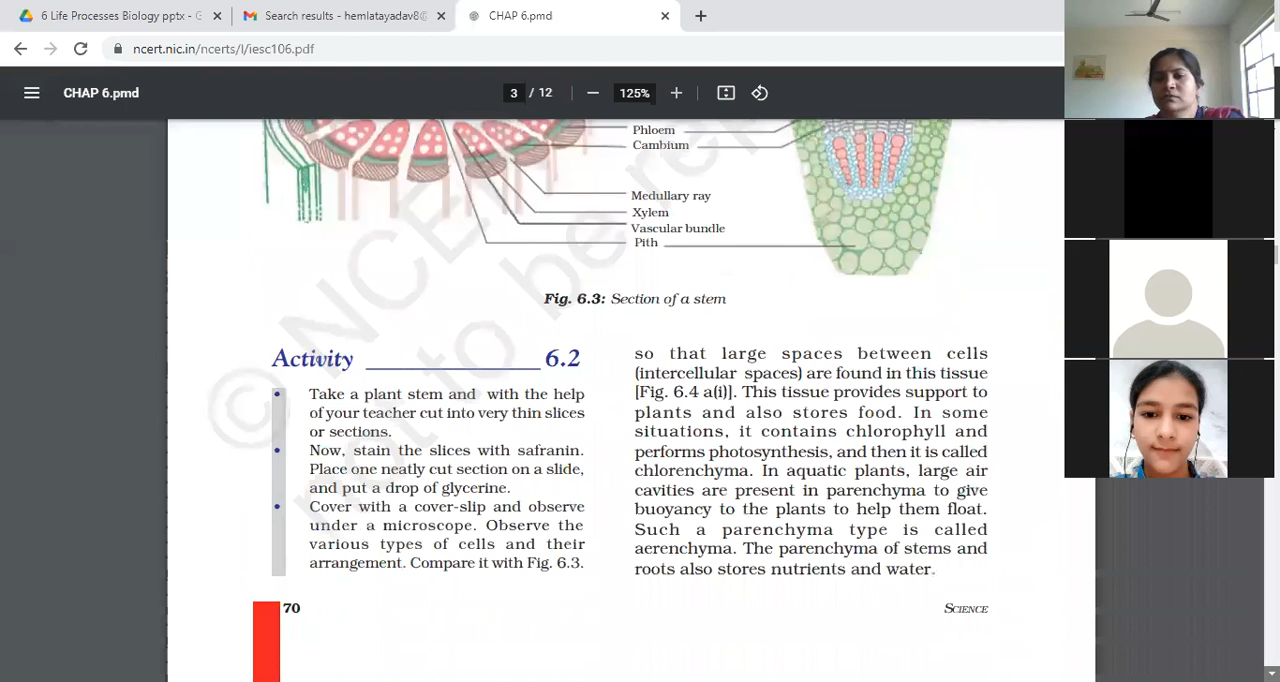 6 Life Processes Biology pptx - G
Search results - hemlatayadav8@
CHAP 6.pmd
ncert.nic.in/ncerts/l/iesc106.pdf
CHAP 6.pmd
3 / 12
125%
Phloem
Cambium
Medullary ray
Xylem
Vascular bundle
Pith
Fig. 6.3: Section of a stem
Activity 6.2
• Take a plant stem and with the help
of your teacher cut into very thin slices
or sections.
• Now, stain the slices with safranin.
Place one neatly cut section on a slide,
and put a drop of glycerine.
• Cover with a cover-slip and observe
under a microscope. Observe the
various types of cells and their
arrangement. Compare it with Fig. 6.3.
so that large spaces between cells
(intercellular spaces) are found in this tissue
[Fig. 6.4 a(i)]. This tissue provides support to
plants and also stores food. In some
situations, it contains chlorophyll and
performs photosynthesis, and then it is called
chlorenchyma. In aquatic plants, large air
cavities are present in parenchyma to give
buoyancy to the plants to help them float.
Such a parenchyma type is called
aerenchyma. The parenchyma of stems and
roots also stores nutrients and water.
70
SCIENCE
© NCE
not to be rep